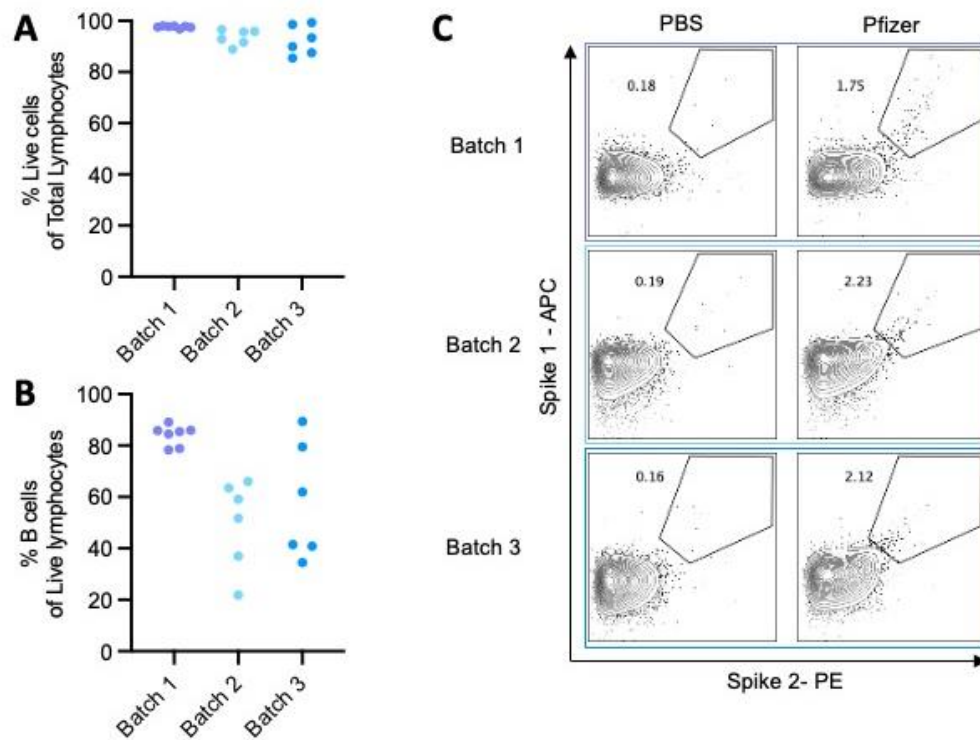 A
100
80
60
40
20
0
% Live cells
of Total Lymphocytes
Batch 1
Batch 2
Batch 3
B
100
80
60
40
20
0
% B cells
of Live lymphocytes
Batch 1
Batch 2
Batch 3
C
PBS
Pfizer
Batch 1
0.18
1.75
Batch 2
0.19
2.23
Batch 3
0.16
2.12
Spike 1 - APC
Spike 2- PE